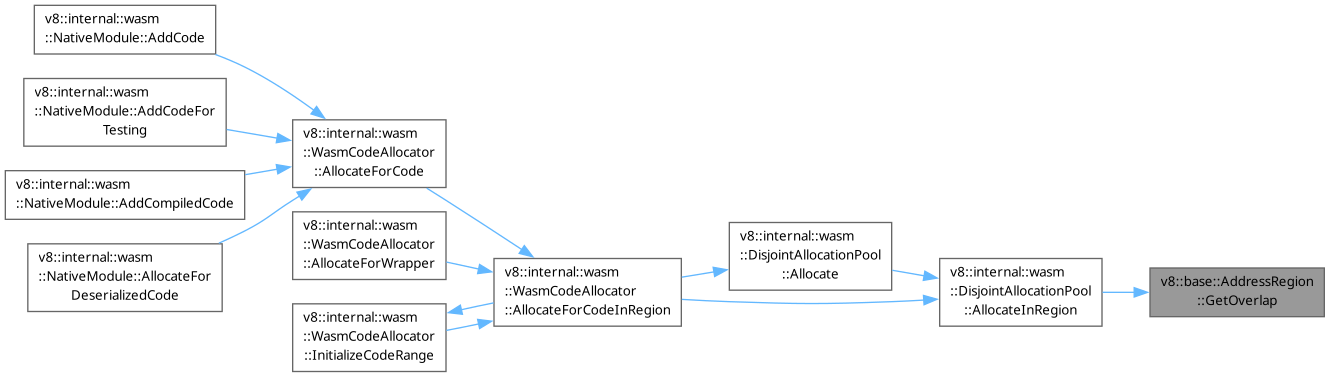 v8::internal::wasm
::NativeModule::AddCode
v8::internal::wasm
::NativeModule::AddCodeFor
Testing
v8::internal::wasm
::NativeModule::AddCompiledCode
v8::internal::wasm
::NativeModule::AllocateFor
DeserializedCode
v8::internal::wasm
::WasmCodeAllocator
::AllocateForCode
v8::internal::wasm
::WasmCodeAllocator
::AllocateForWrapper
v8::internal::wasm
::WasmCodeAllocator
::InitializeCodeRange
v8::internal::wasm
::WasmCodeAllocator
::AllocateForCodeInRegion
v8::internal::wasm
::DisjointAllocationPool
::Allocate
v8::internal::wasm
::DisjointAllocationPool
::AllocateInRegion
v8::base::AddressRegion
::GetOverlap